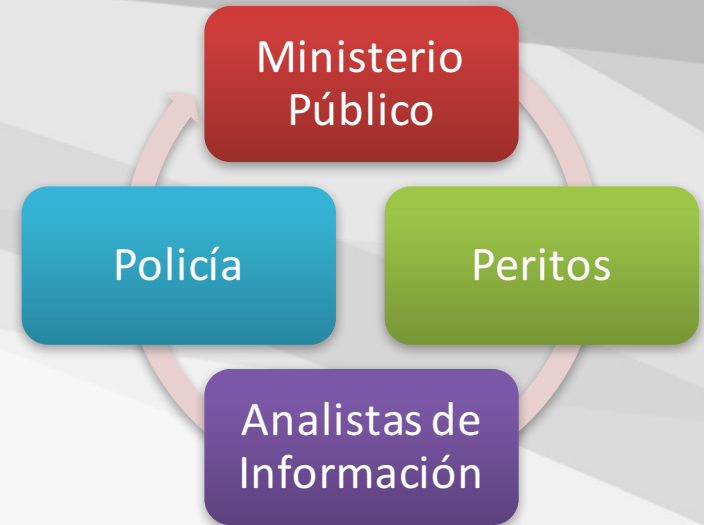 Ministerio
Público
Policía
Peritos
Analistas de
Información